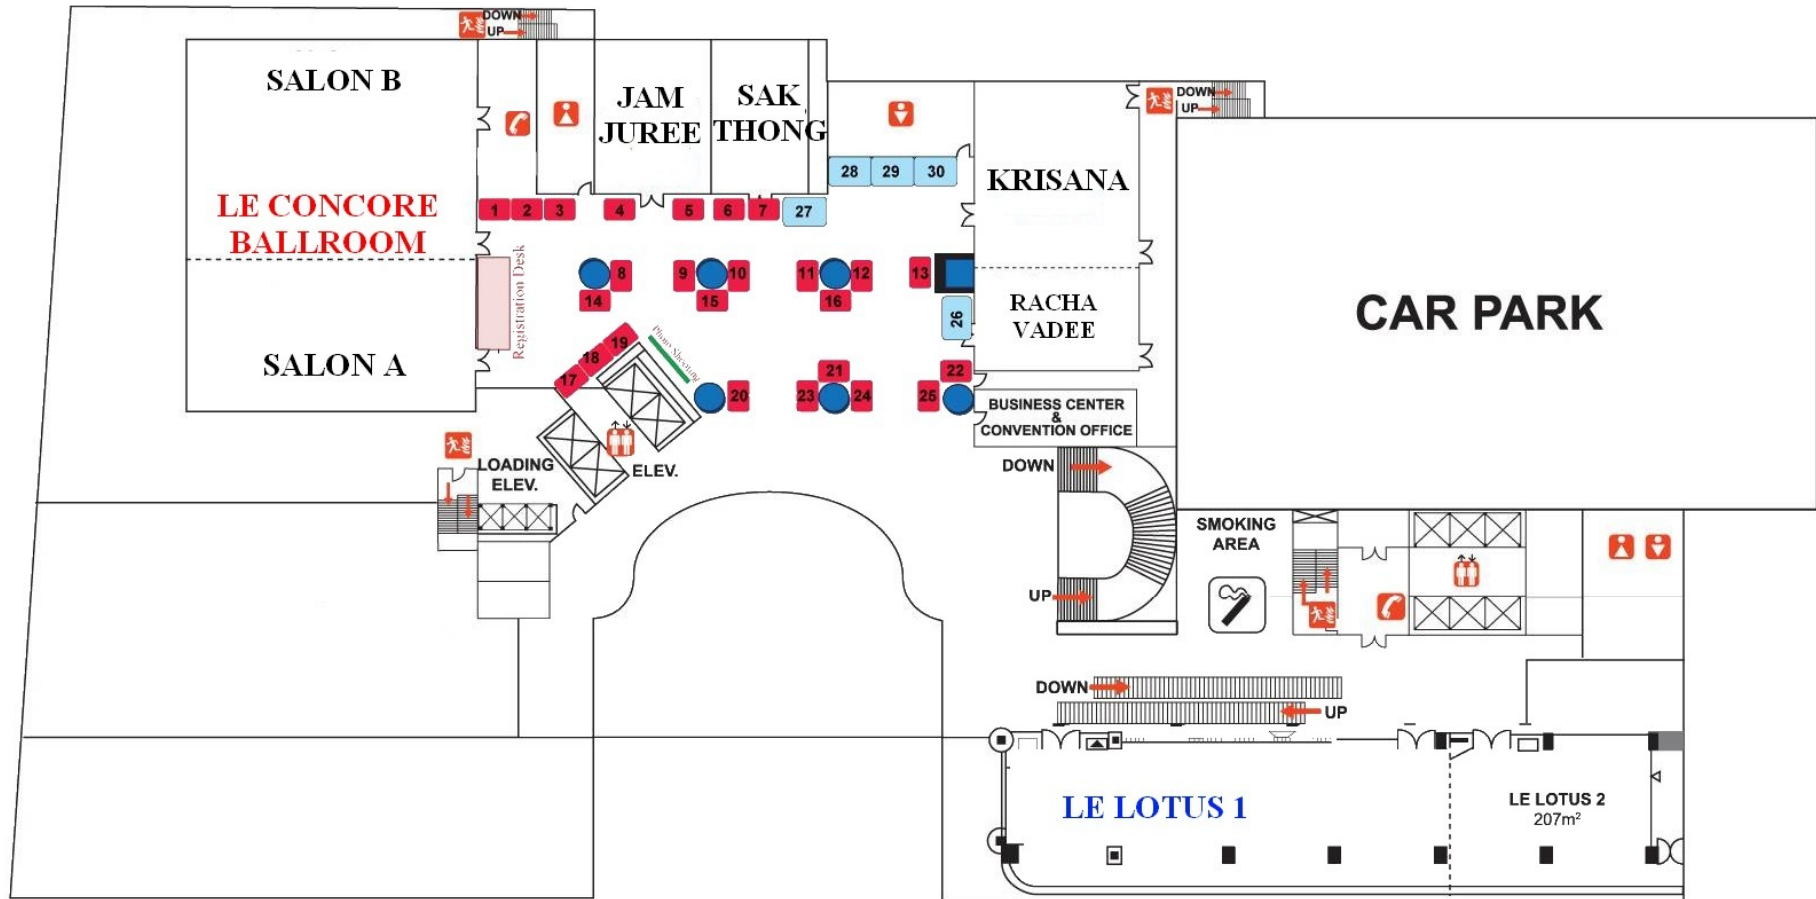 DOWN
UP
SALON B
JAM
JUREE
SAK
THONG
DOWN
UP
28
29
30
KRISANA
LE CONCORE
BALLROOM
1
2
3
4
5
6
7
27
Registration Desk
8
9
10
11
12
13
14
15
16
26
RACHA
VADEE
CAR PARK
SALON A
Photo Shooting
17
18
19
20
21
22
23
24
25
BUSINESS CENTER
&
CONVENTION OFFICE
LOADING
ELEV.
ELEV.
DOWN
UP
SMOKING
AREA
DOWN
UP
LE LOTUS 1
LE LOTUS 2
207m²